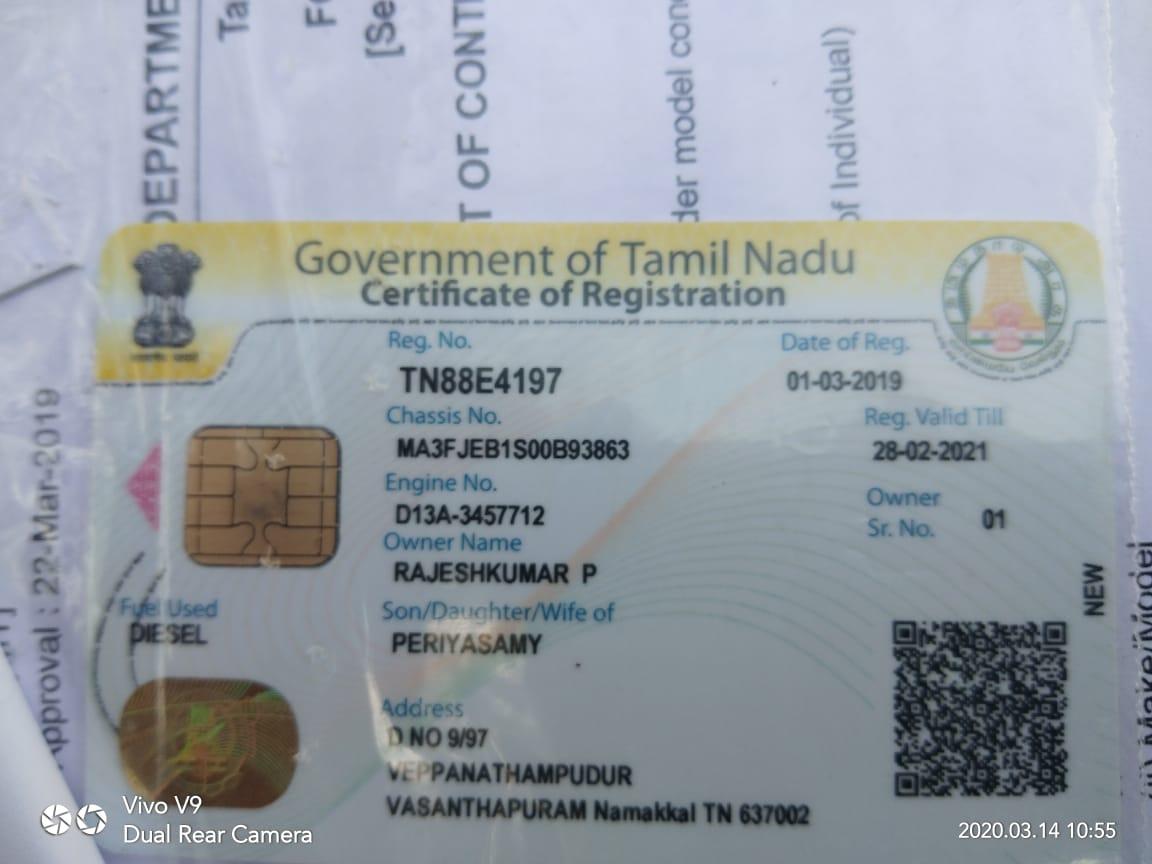 DEPARTME
Ta
FO
[Se
T OF CONT
der model con
of Individual)
Government of Tamil Nadu
Certificate of Registration
Reg. No.
Date of Reg.
TN88E4197
01-03-2019
Chassis No.
Reg. Valid Till
MA3FJEB1S00B93863
28-02-2021
Engine No.
Owner
D13A-3457712
Sr. No.
01
Owner Name
RAJESHKUMAR P
NEW
Fuel Used
DIESEL
Son/Daughter/Wife of
PERIYASAMY
Address
D NO 9/97
VEPPANATHAMPUDUR
VASANTHAPURAM Namakkal TN 637002
Approval : 22-Mar-2019
Make/Model
Vivo V9
Dual Rear Camera
2020.03.14 10:55